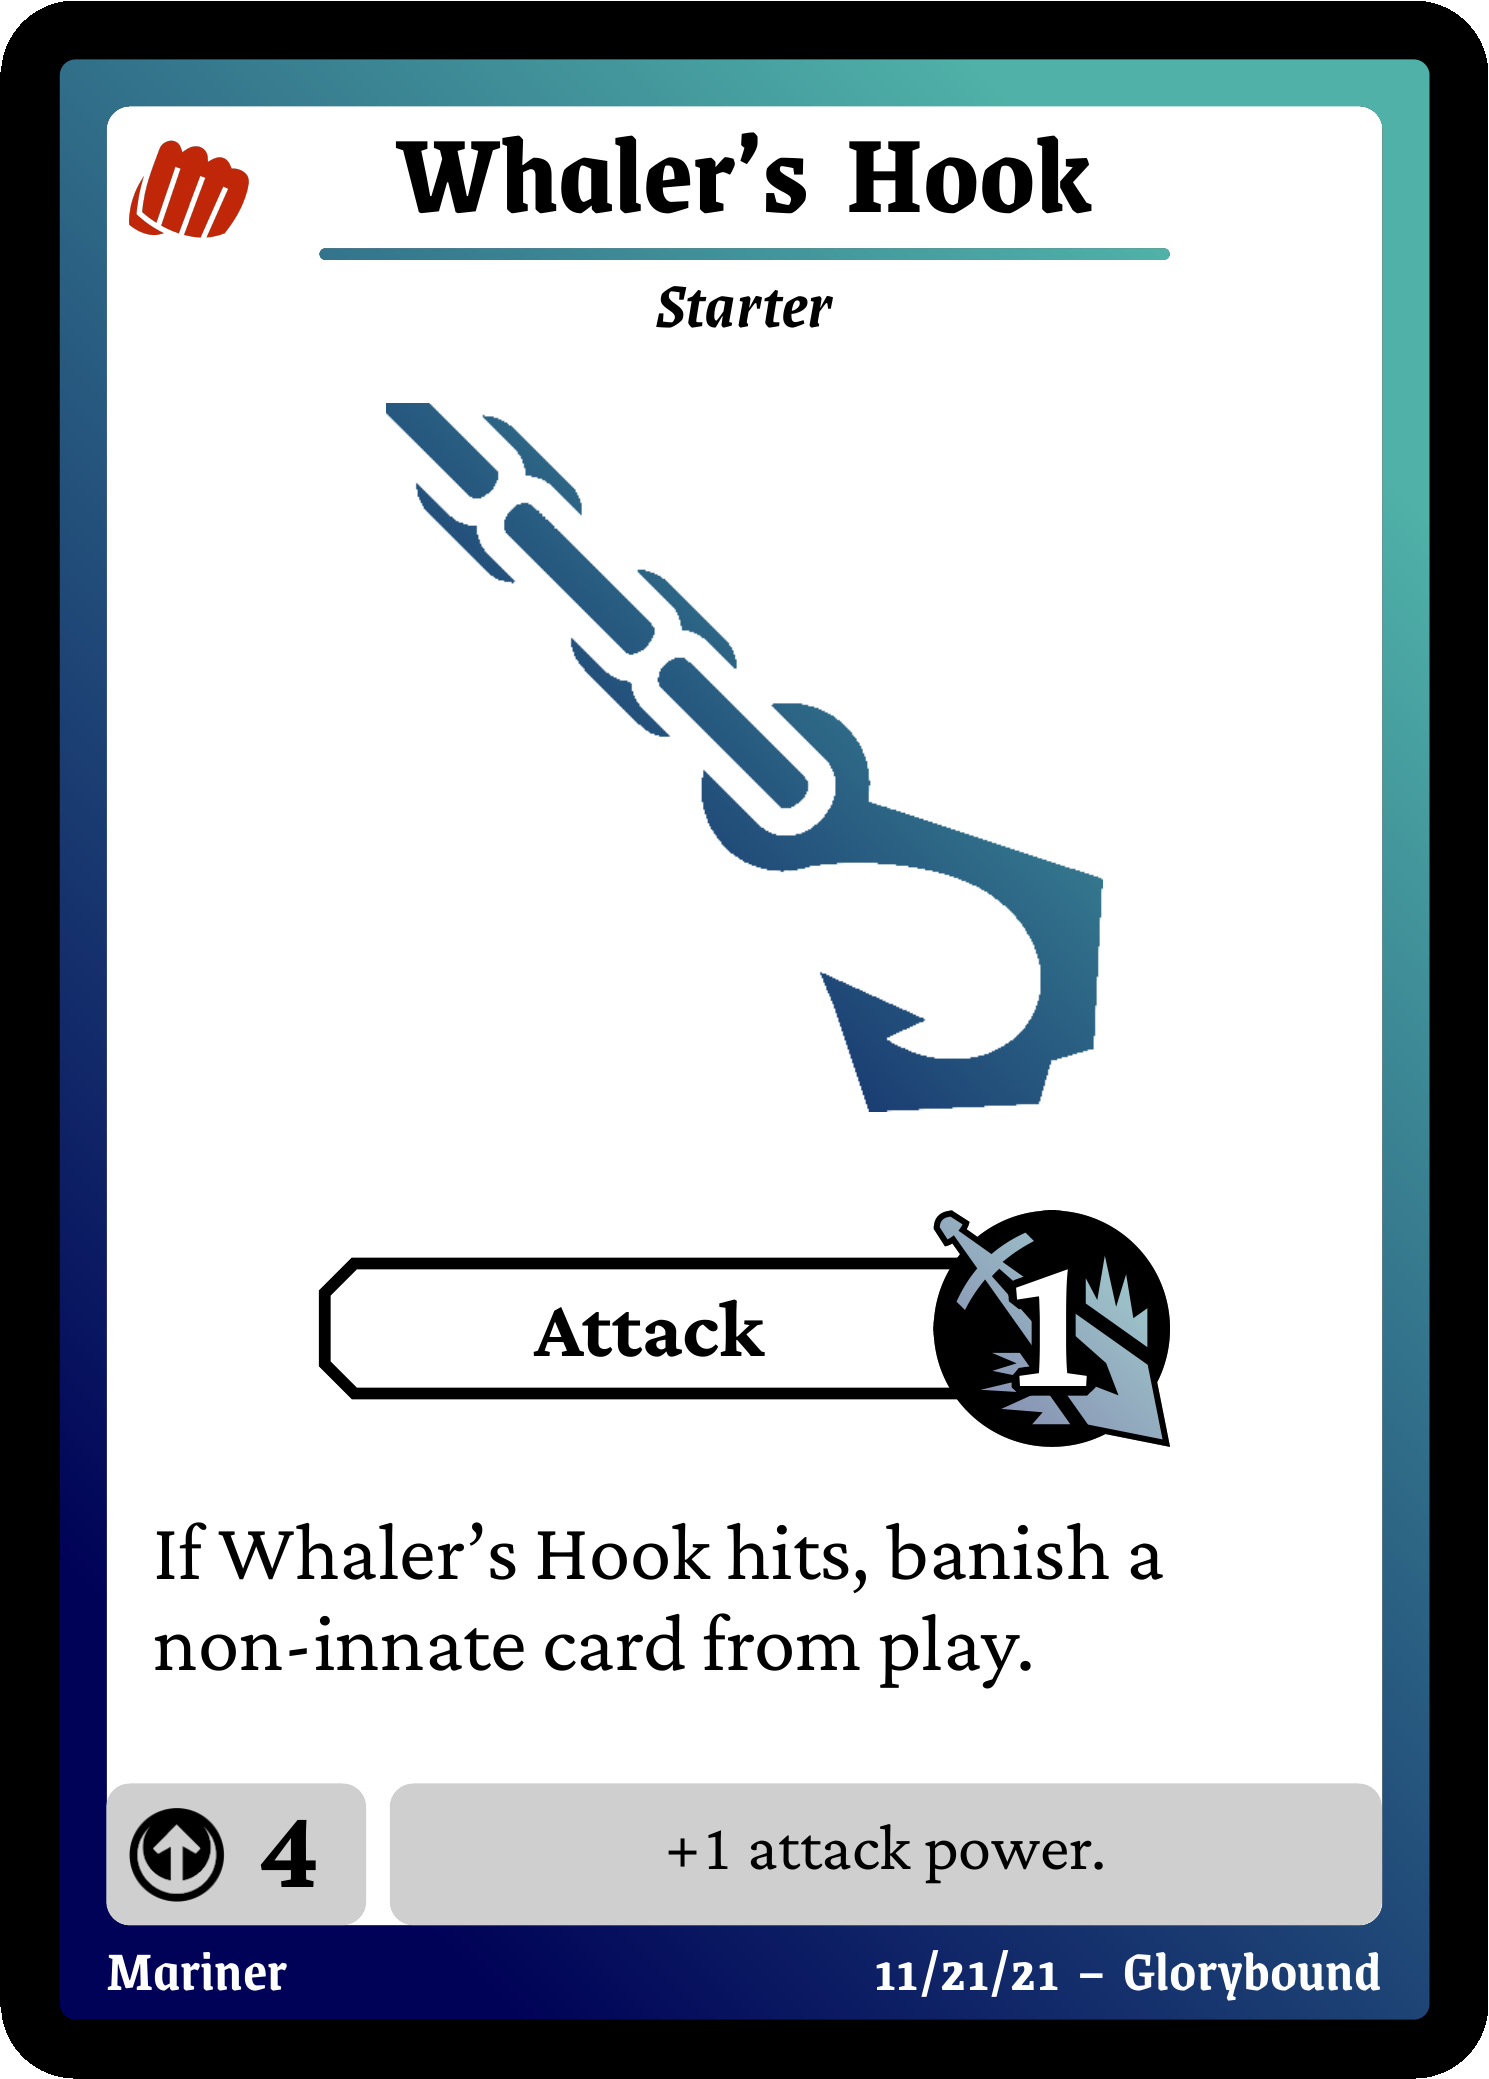 Whaler’s Hook
Starter
Attack
1
If Whaler’s Hook hits, banish a
non-innate card from play.
4
+1 attack power.
Mariner
11/21/21 – Glorybound